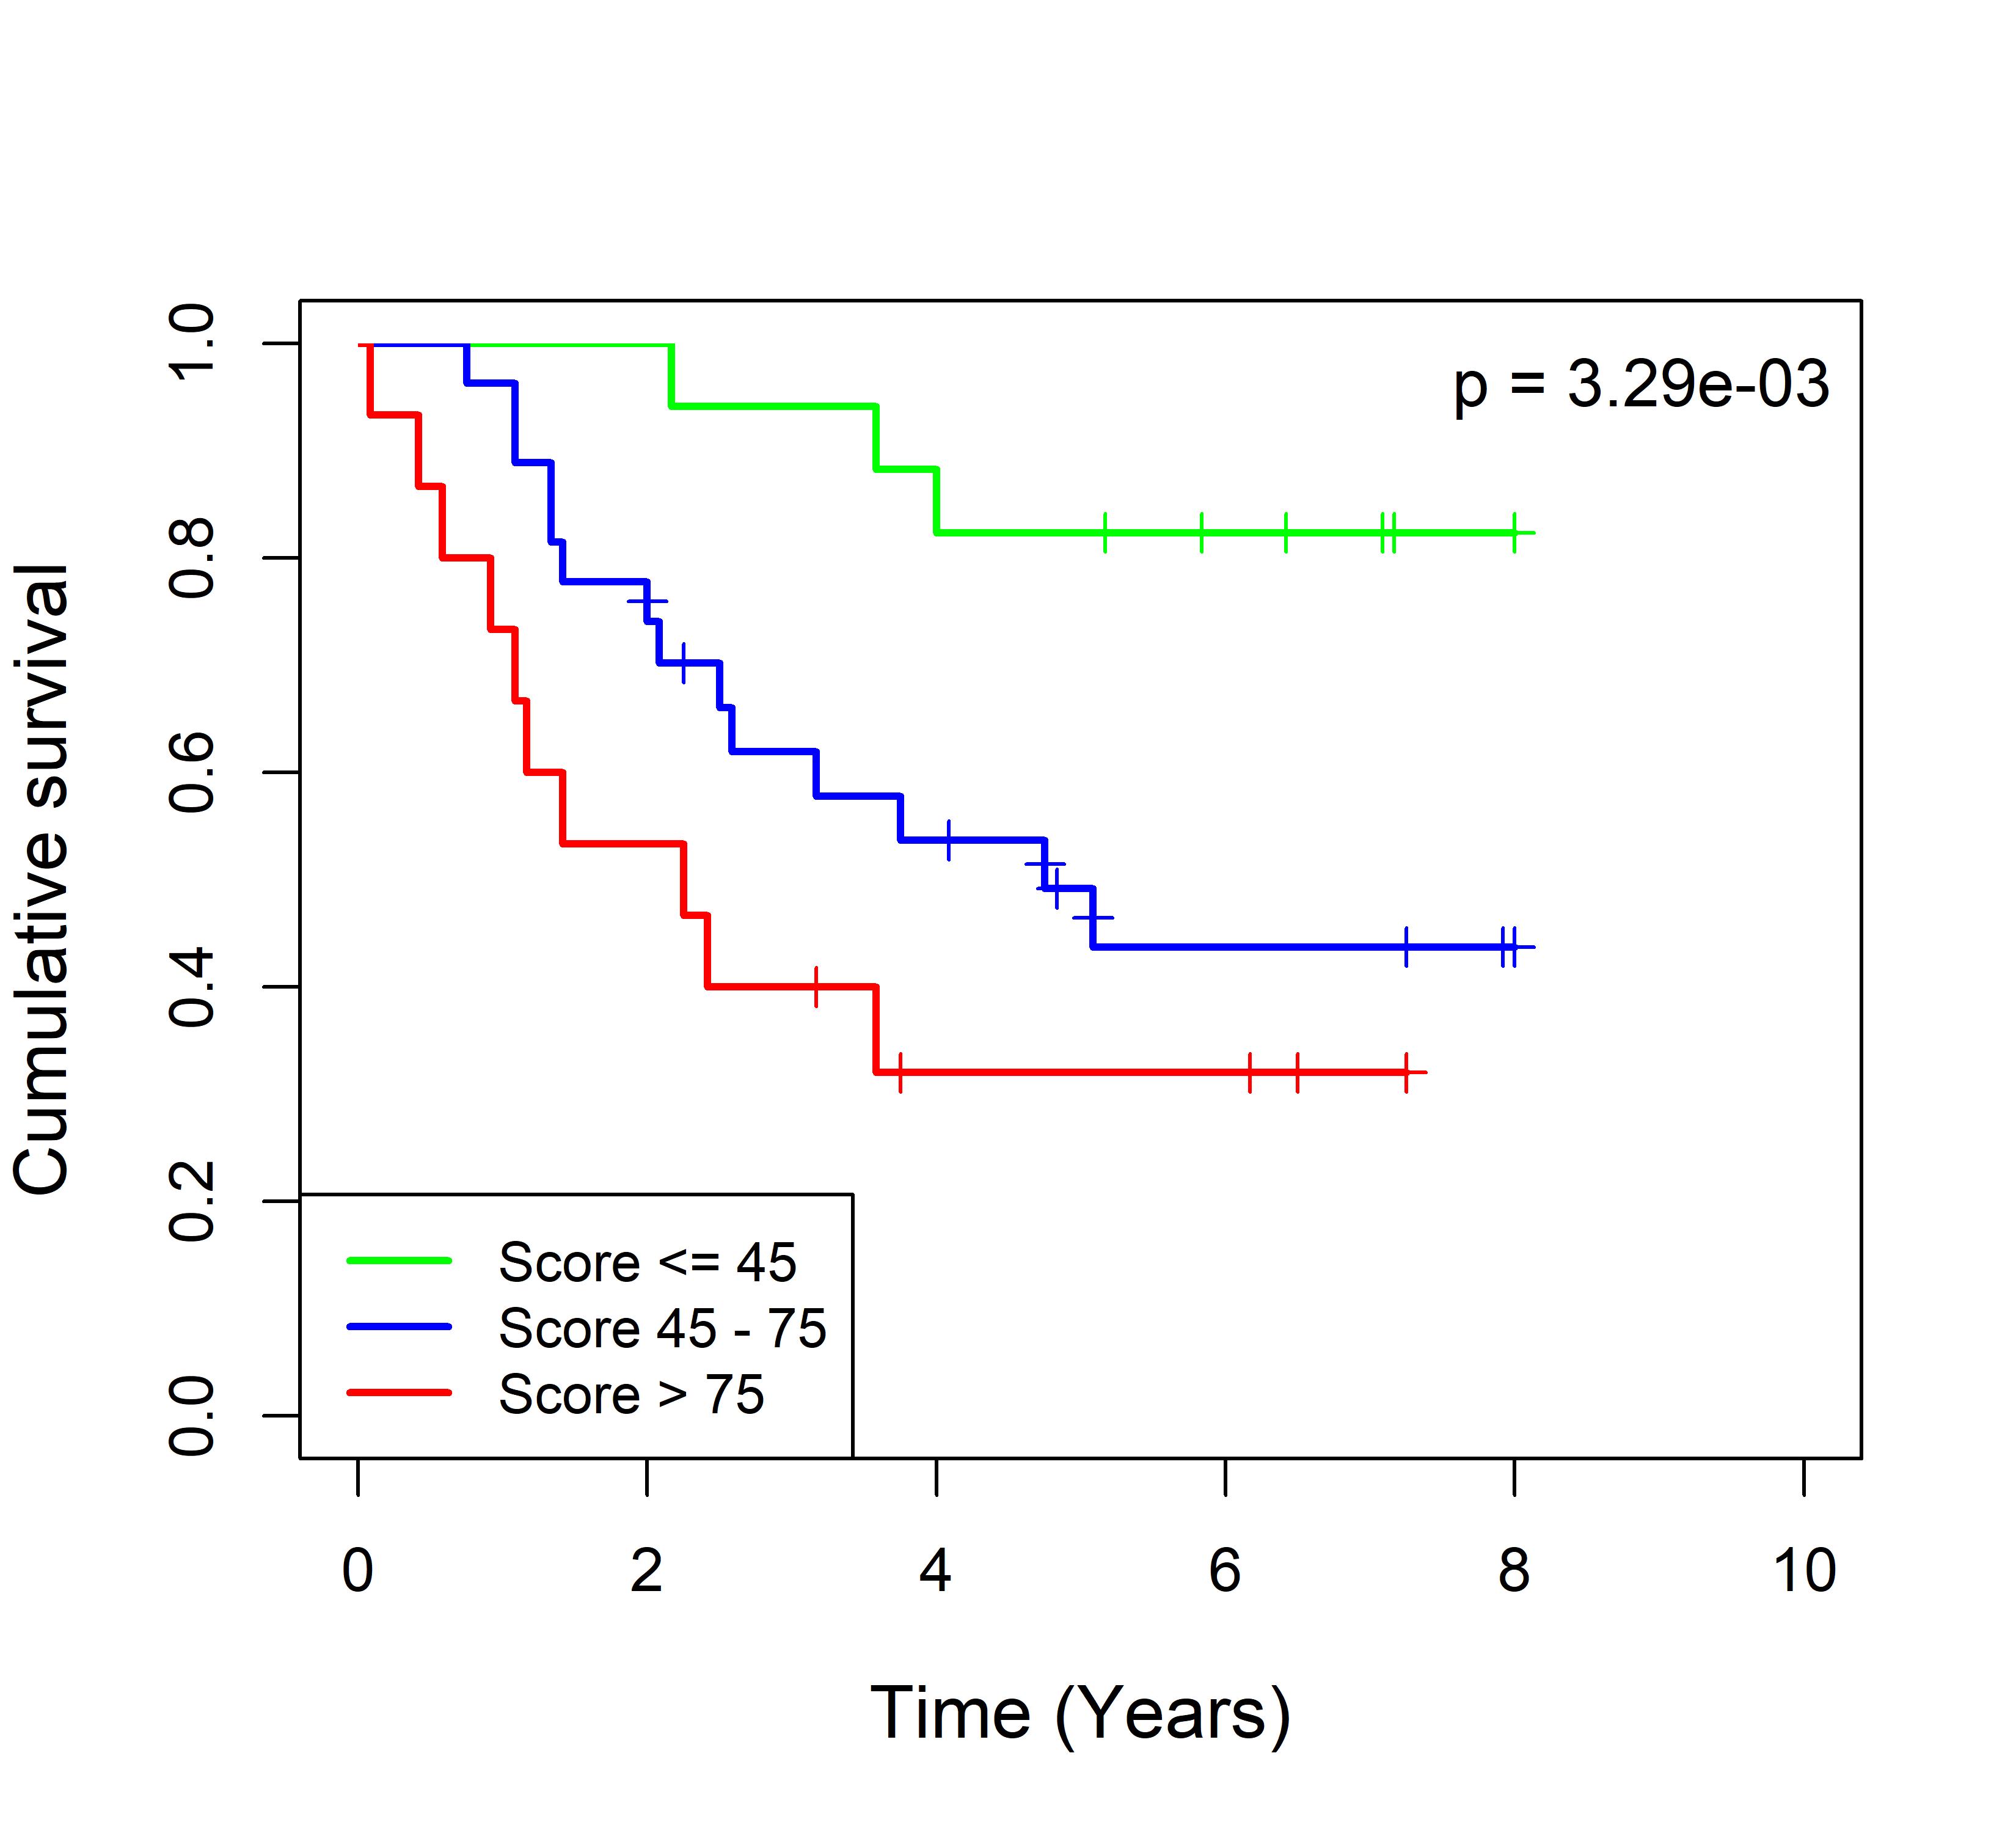 p = 3.29e-03
Cumulative survival
1.0
0.8
0.6
0.4
0.2
0.0
Score <= 45
Score 45 - 75
Score > 75
0 2 4 6 8 10
Time (Years)